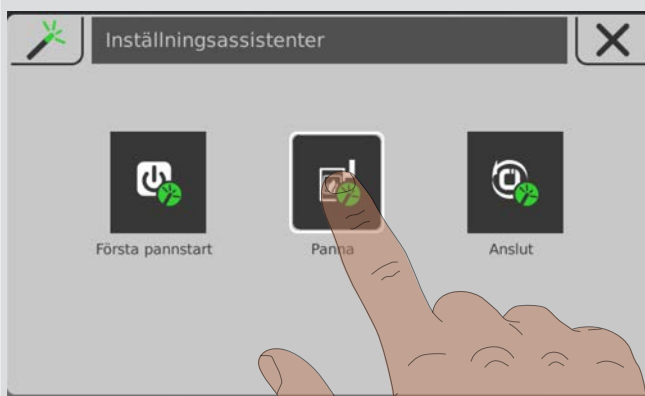 Inställningsassistenter
Första pannstart
Panna
Anslut